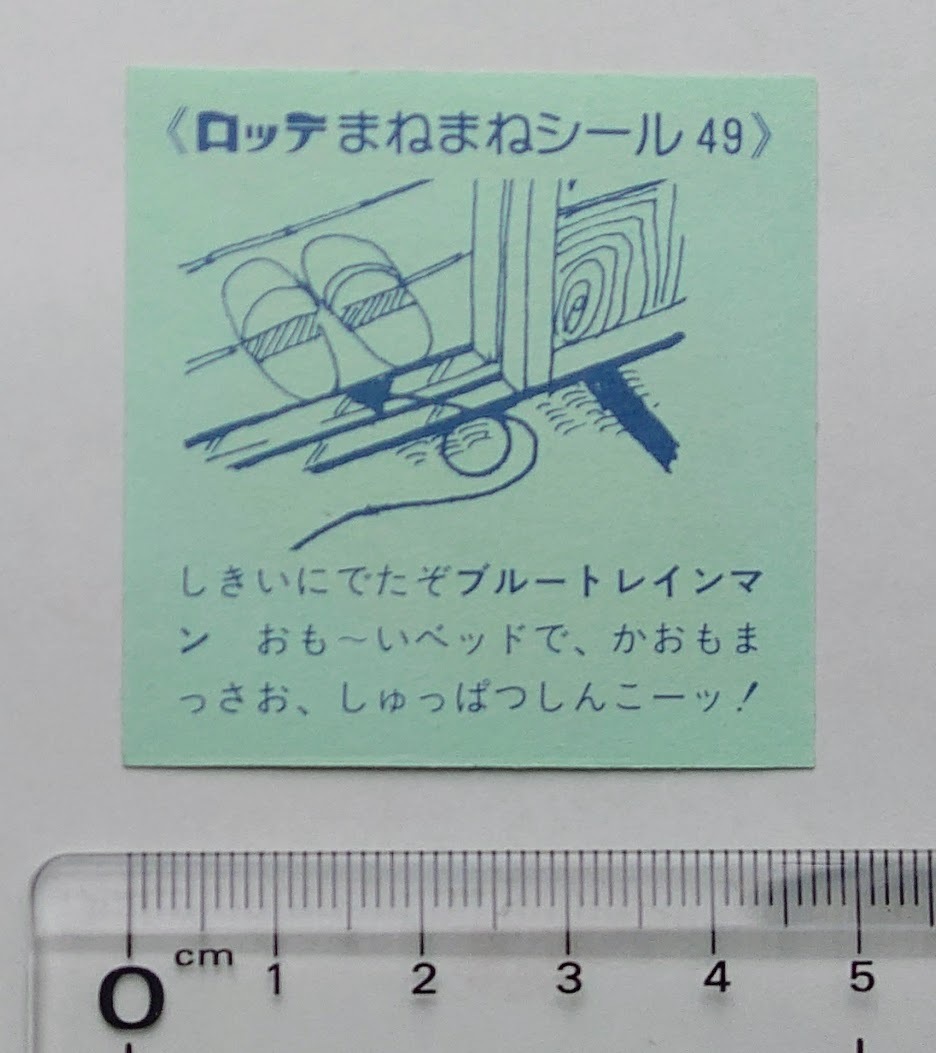 《ロッテまねまねシール49》
しきいにでたぞブルートレインマ
ン　おも〜いベッドで、かおもま
っさお、しゅっぱつしんこーッ！
0 cm 1 2 3 4 5